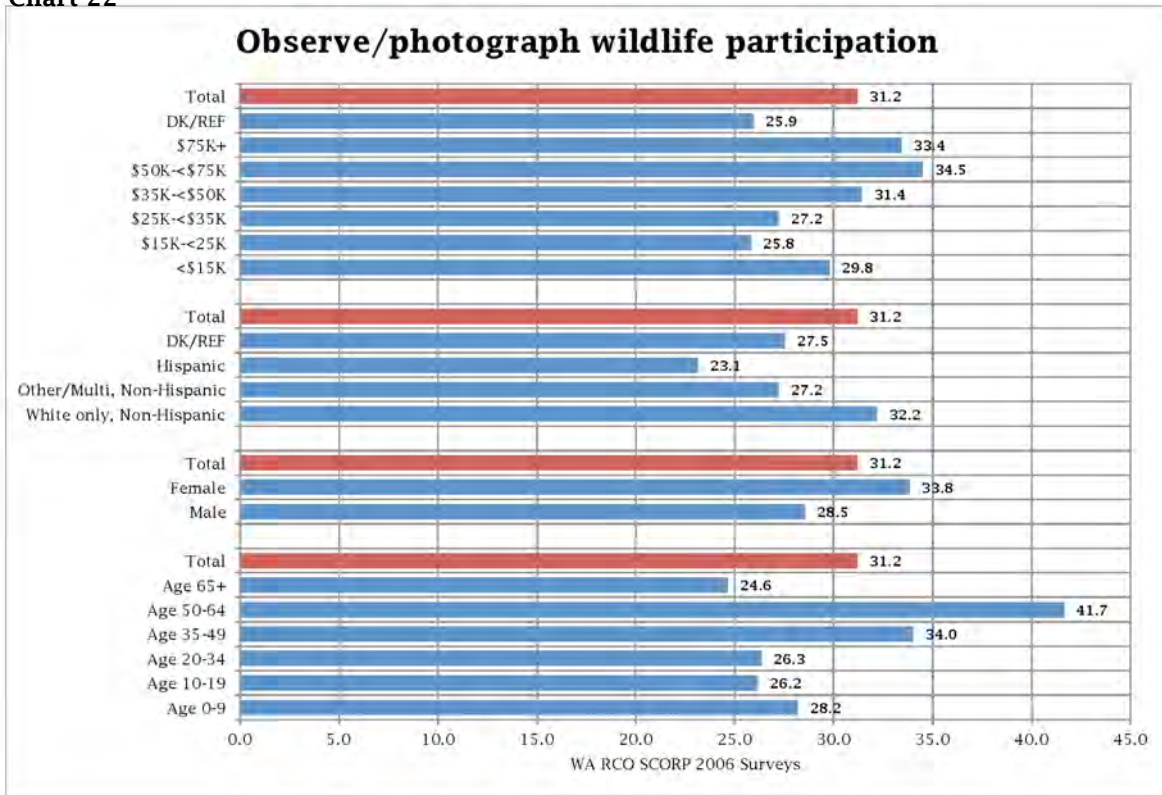 Chart 22
Observe/photograph wildlife participation
Total 31.2
DK/REF 25.9
$75K+ 33.4
$50K-<$75K 34.5
$35K-<$50K 31.4
$25K-<$35K 27.2
$15K-<25K 25.8
<$15K 29.8
Total 31.2
DK/REF 27.5
Hispanic 23.1
Other/Multi, Non-Hispanic 27.2
White only, Non-Hispanic 32.2
Total 31.2
Female 33.8
Male 28.5
Total 31.2
Age 65+ 24.6
Age 50-64 41.7
Age 35-49 34.0
Age 20-34 26.3
Age 10-19 26.2
Age 0-9 28.2
0.0 5.0 10.0 15.0 20.0 25.0 30.0 35.0 40.0 45.0
WA RCO SCORP 2006 Surveys